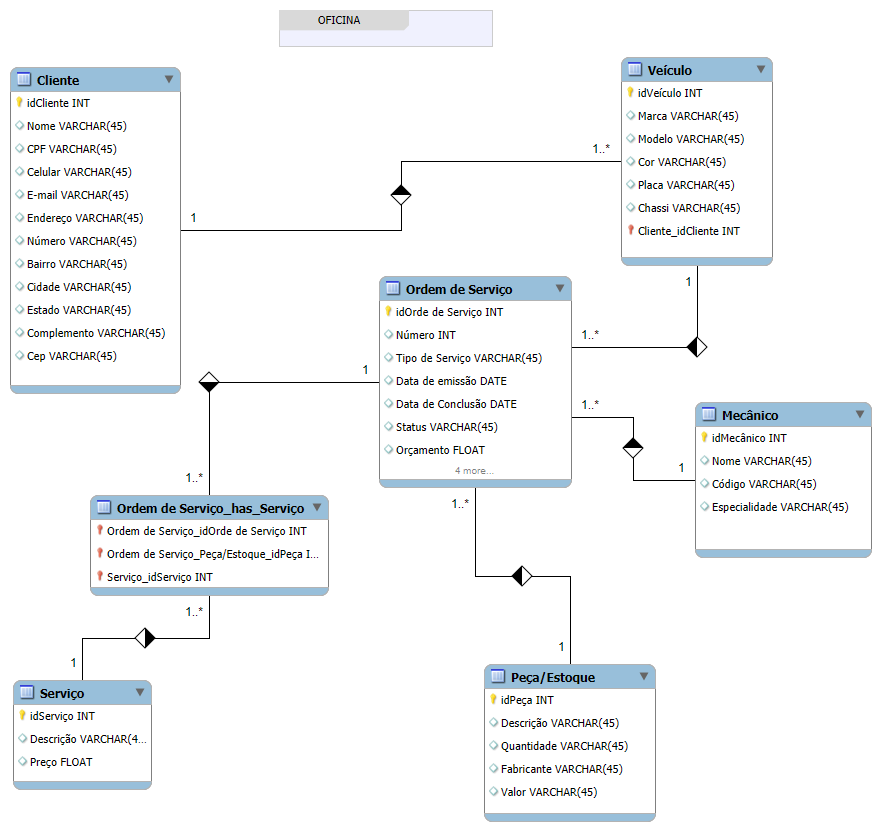 OFICINA
Cliente
idCliente INT
Nome VARCHAR(45)
CPF VARCHAR(45)
Celular VARCHAR(45)
E-mail VARCHAR(45)
Endereço VARCHAR(45)
Número VARCHAR(45)
Bairro VARCHAR(45)
Cidade VARCHAR(45)
Estado VARCHAR(45)
Complemento VARCHAR(45)
Cep VARCHAR(45)
1
1..*
Veículo
idVeículo INT
Marca VARCHAR(45)
Modelo VARCHAR(45)
Cor VARCHAR(45)
Placa VARCHAR(45)
Chassi VARCHAR(45)
Cliente_idCliente INT
1
1..*
Ordem de Serviço
idOrde de Serviço INT
Número INT
Tipo de Serviço VARCHAR(45)
Data de emissão DATE
Data de Conclusão DATE
Status VARCHAR(45)
Orçamento FLOAT
4 more...
1..*
1
Mecânico
idMecânico INT
Nome VARCHAR(45)
Código VARCHAR(45)
Especialidade VARCHAR(45)
1
1..*
Ordem de Serviço_has_Serviço
Ordem de Serviço_idOrde de Serviço INT
Ordem de Serviço_Peça/Estoque_idPeça I...
Serviço_idServiço INT
1..*
1
Serviço
idServiço INT
Descrição VARCHAR(4...
Preço FLOAT
1..*
1
Peça/Estoque
idPeça INT
Descrição VARCHAR(45)
Quantidade VARCHAR(45)
Fabricante VARCHAR(45)
Valor VARCHAR(45)